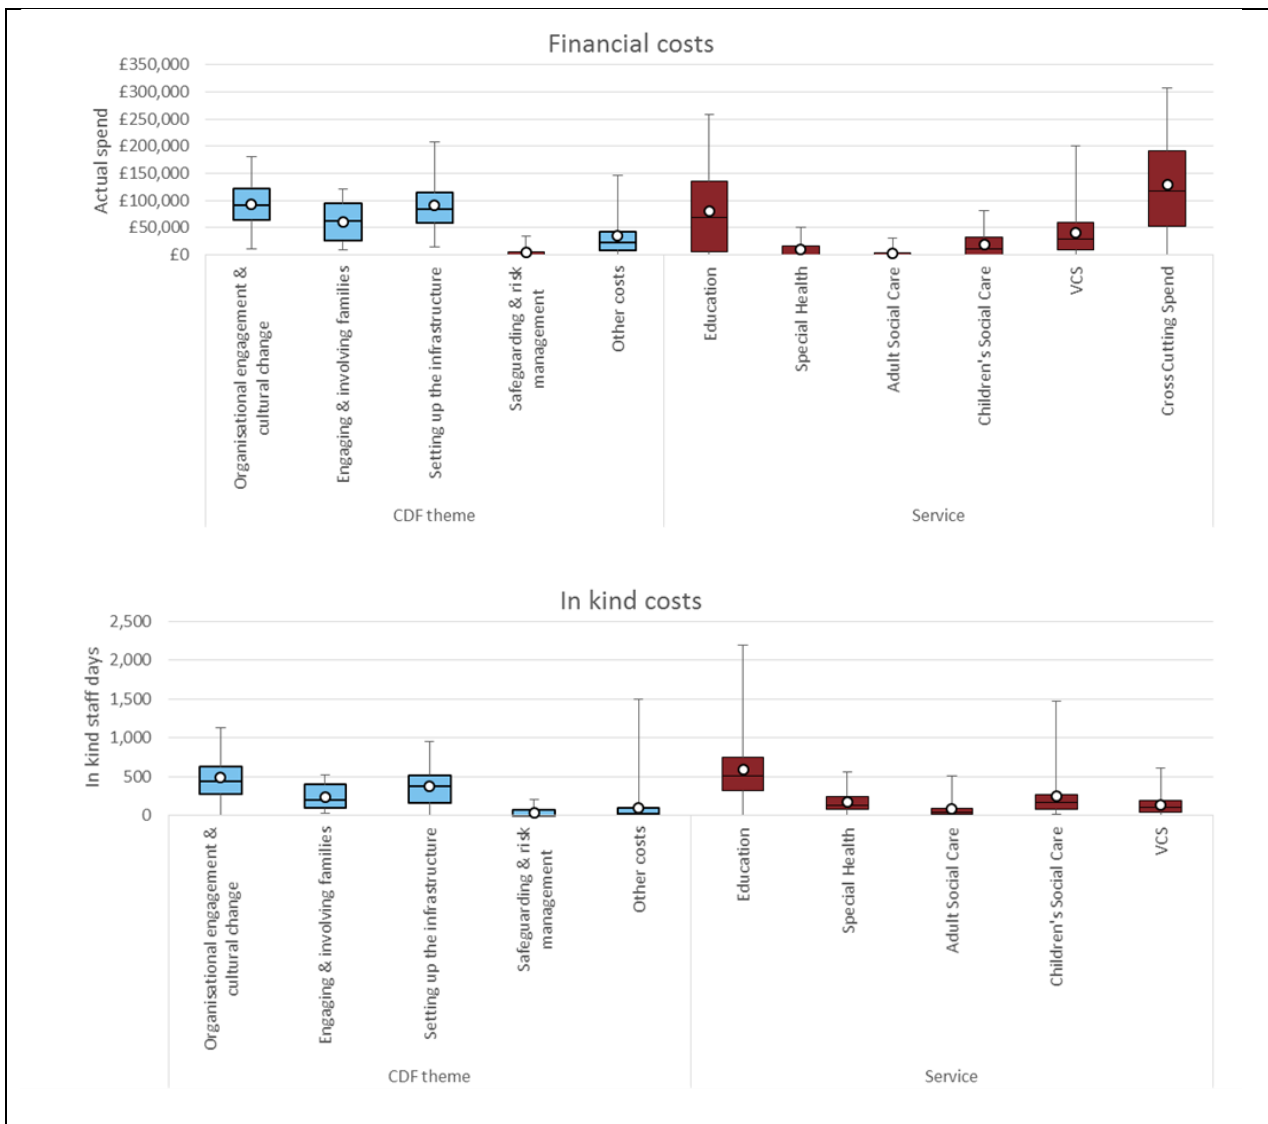 Financial costs
Actual spend
£350,000
£300,000
£250,000
£200,000
£150,000
£100,000
£50,000
£0
Organisational engagement &
cultural change
Engaging & involving families
Setting up the infrastructure
Safeguarding & risk
management
Other costs
Education
Special Health
Adult Social Care
Children's Social Care
VCS
Cross Cutting Spend
CDF theme
Service
In kind costs
In kind staff days
2,500
2,000
1,500
1,000
500
0
Organisational engagement &
cultural change
Engaging & involving families
Setting up the infrastructure
Safeguarding & risk
management
Other costs
Education
Special Health
Adult Social Care
Children's Social Care
VCS
CDF theme
Service